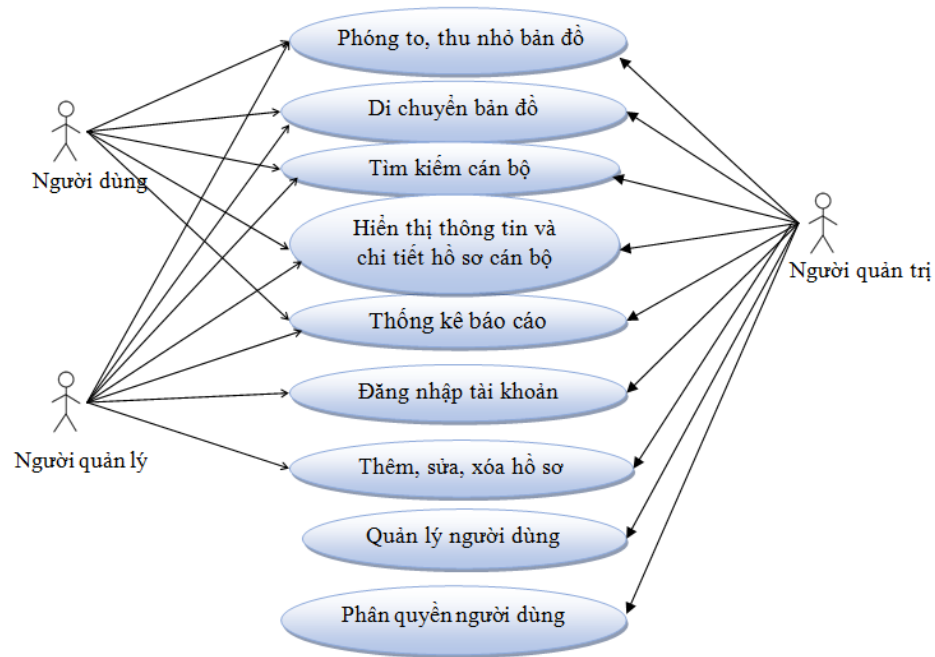 Phóng to, thu nhỏ bản đồ
Di chuyển bản đồ
Người dùng
Tìm kiếm cán bộ
Hiển thị thông tin và
chi tiết hồ sơ cán bộ
Người quản trị
Thống kê báo cáo
Đăng nhập tài khoản
Người quản lý
Thêm, sửa, xóa hồ sơ
Quản lý người dùng
Phân quyền người dùng